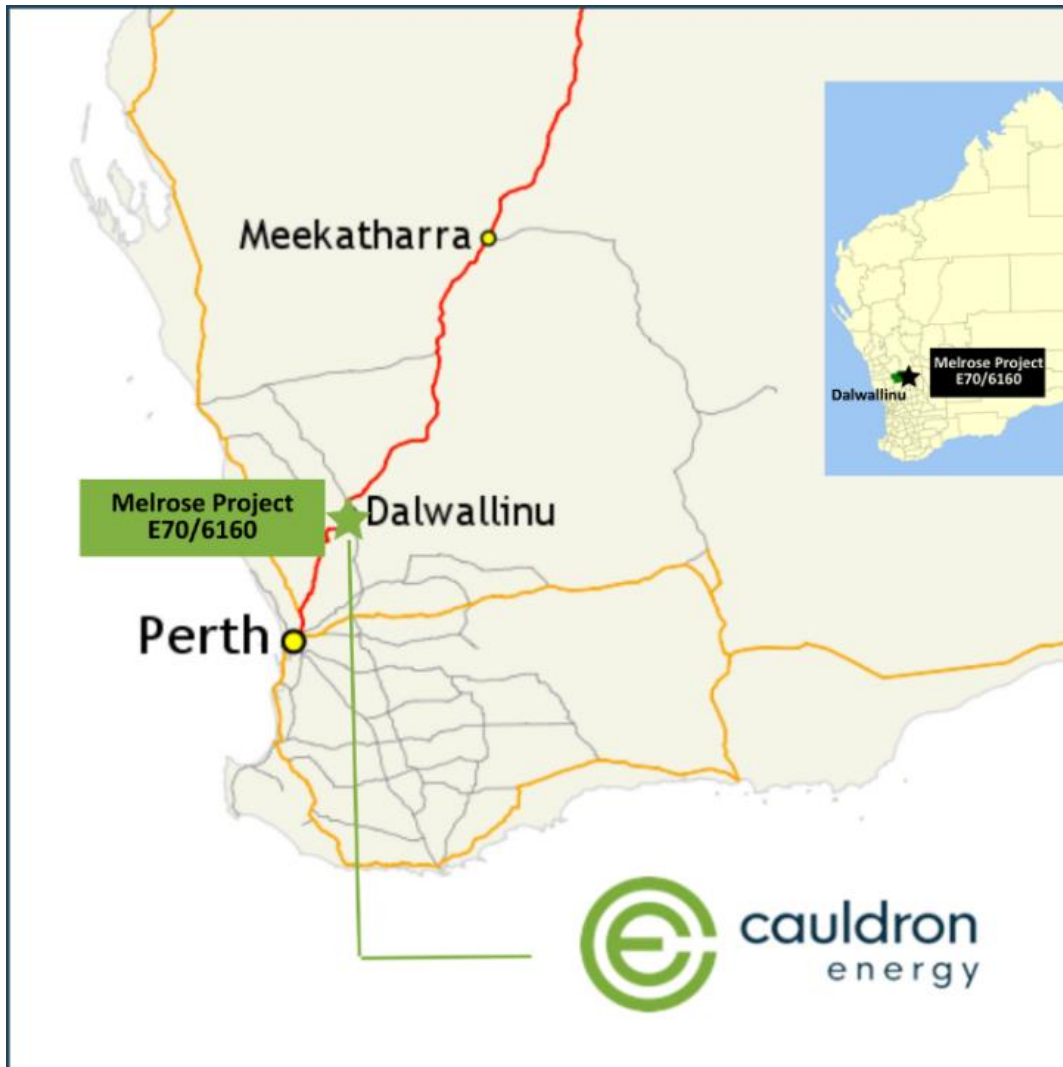 Meekatharra
Melrose Project
E70/6160
Dalwallinu
Melrose Project
E70/6160
Dalwallinu
Perth
cauldron
energy